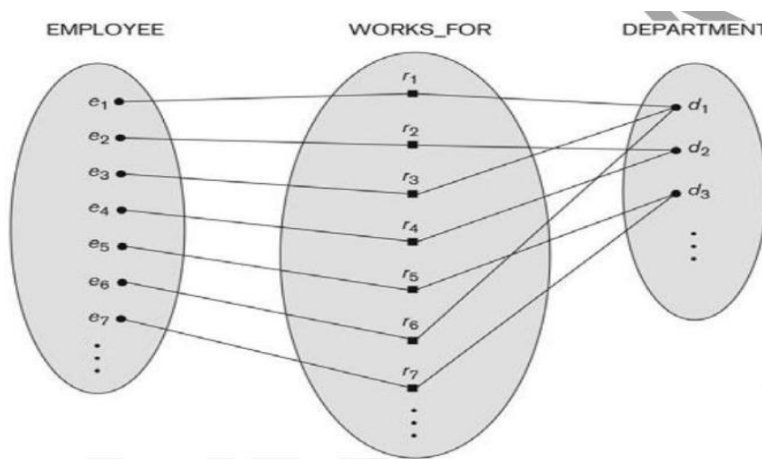 EMPLOYEE WORKS_FOR DEPARTMENT
e1
e2
e3
e4
e5
e6
e7
r1
r2
r3
r4
r5
r6
r7
d1
d2
d3